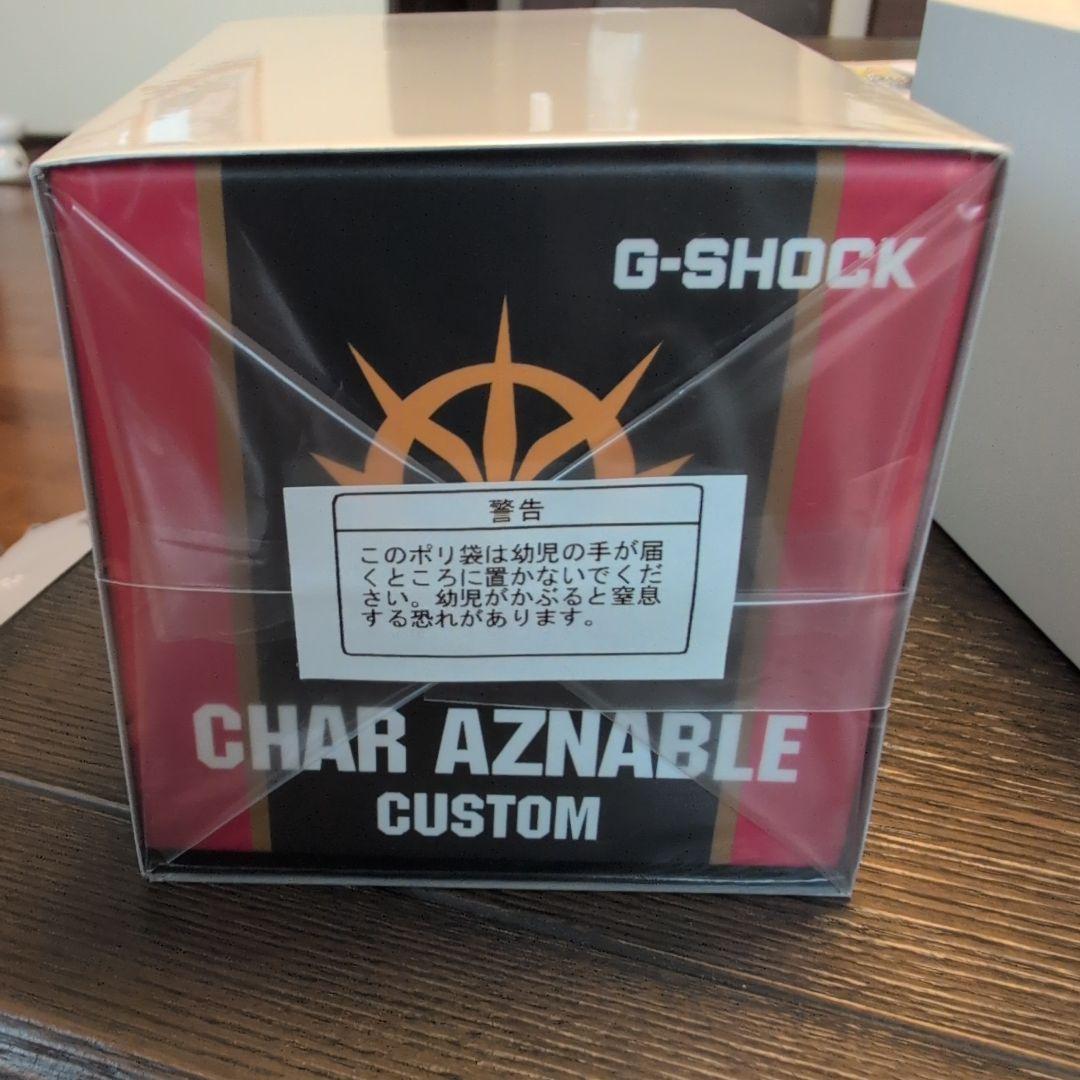 G-SHOCK
警告
このポリ袋は幼児の手が届
くところに置かないでくだ
さい。幼児がかぶると窒息
する恐れがあります。
CHAR AZNABLE
CUSTOM